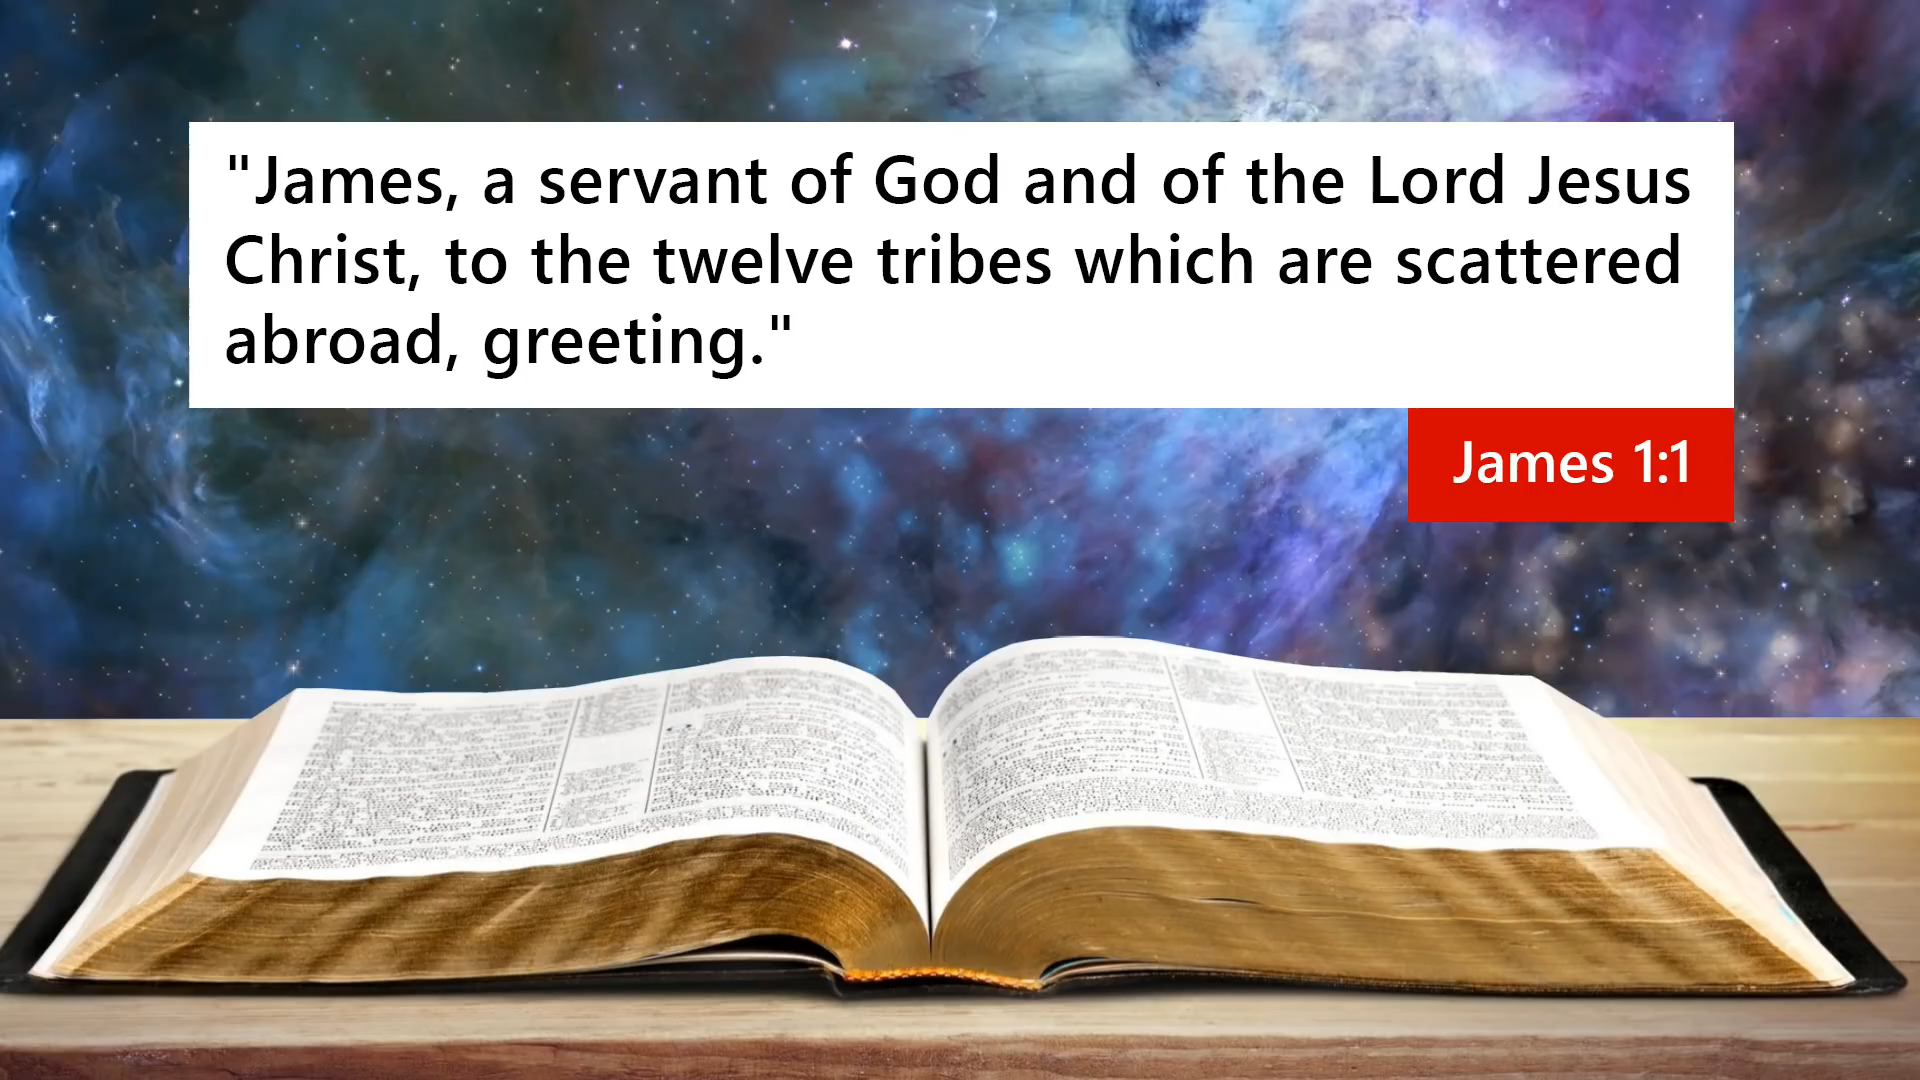 "James, a servant of God and of the Lord Jesus
Christ, to the twelve tribes which are scattered
abroad, greeting."
James 1:1